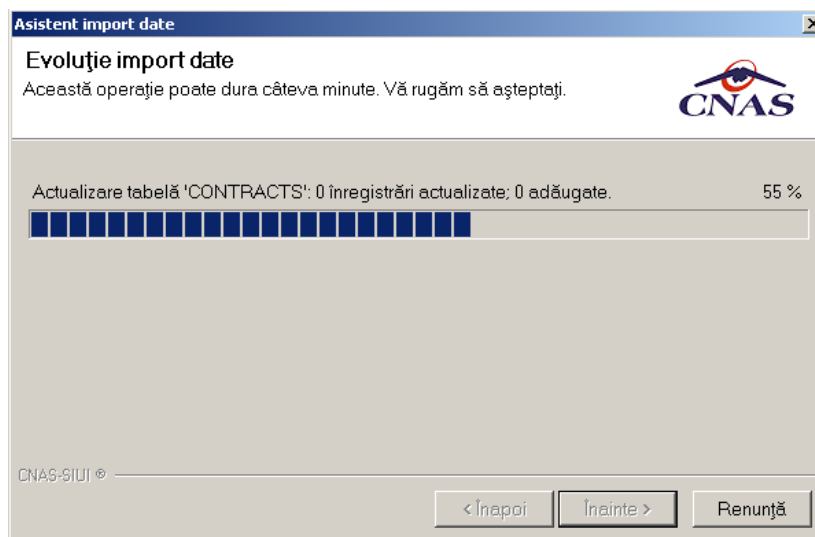 Asistent import date
Evoluţie import date
Această operaţie poate dura câteva minute. Vă rugăm să aşteptaţi.
CNAS
Actualizare tabelă 'CONTRACTS': 0 înregistrări actualizate; 0 adăugate. 55 %
CNAS-SIUI ®
< Înapoi Înainte > Renunţă